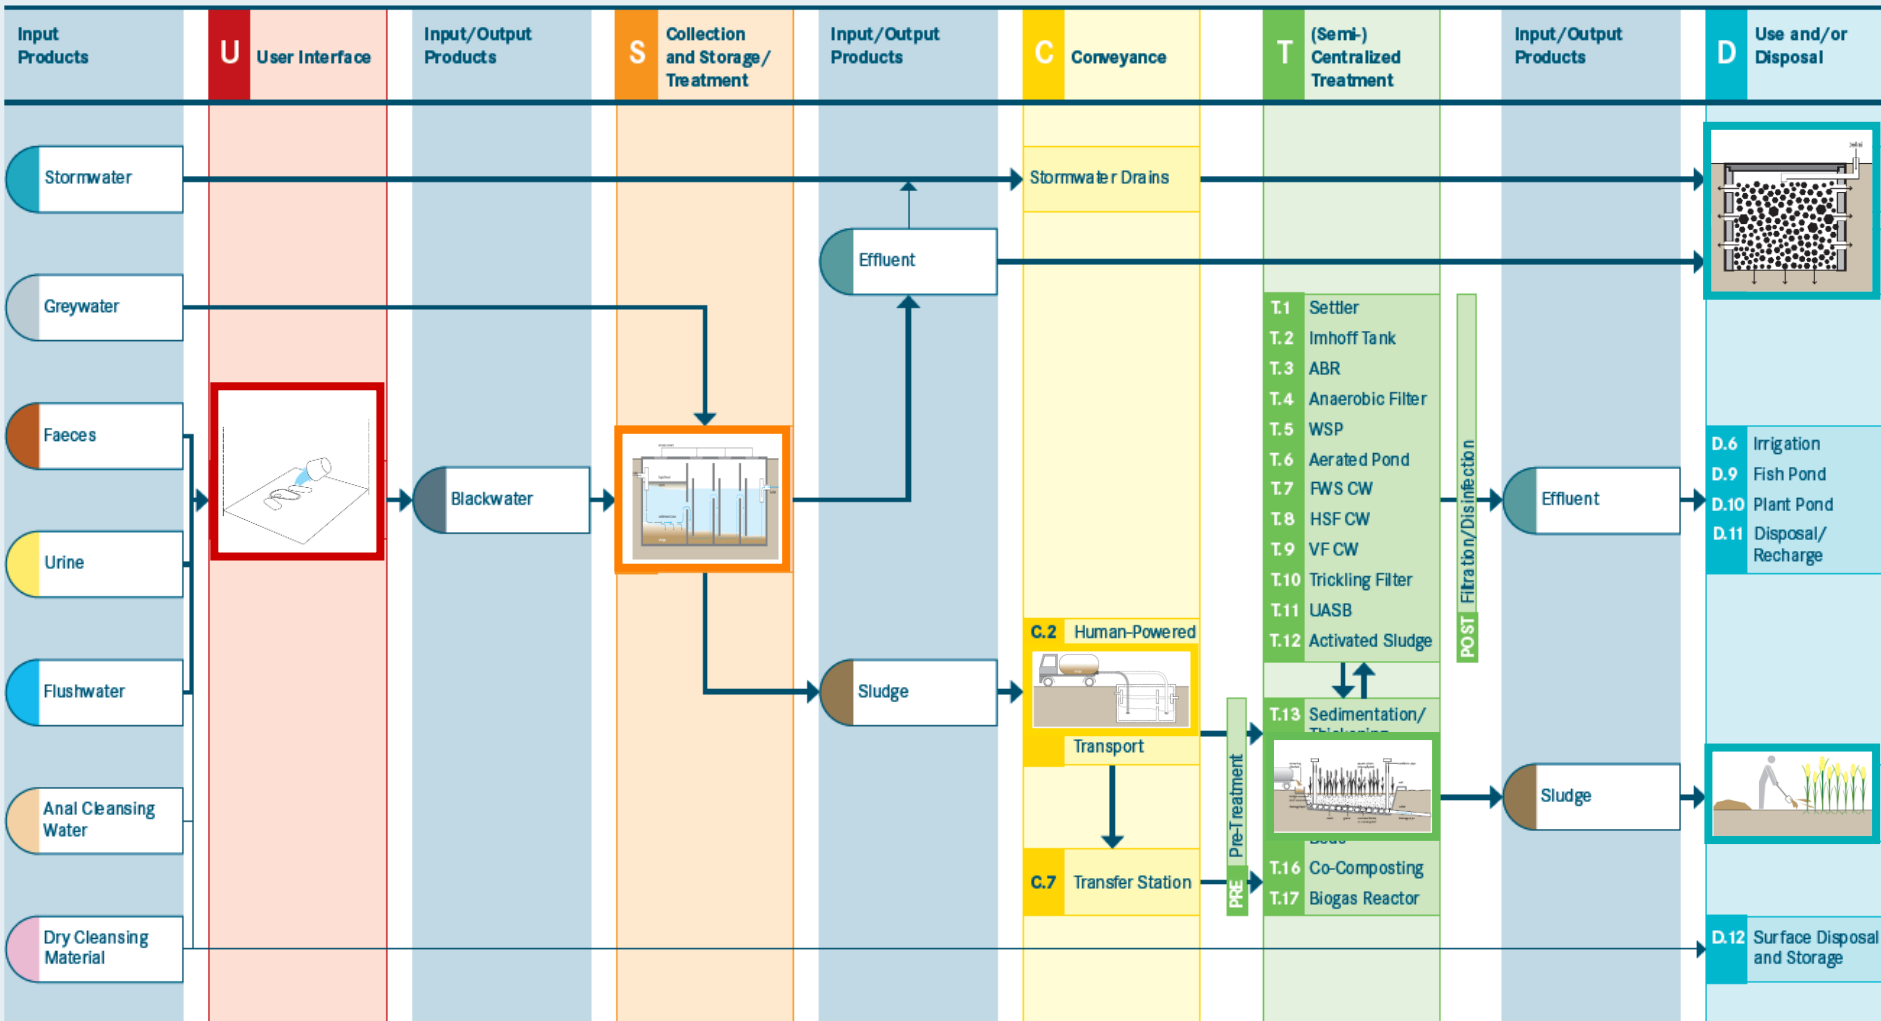 Input
Products
U
User Interface
Input/Output
Products
S
Collection
and Storage/
Treatment
Input/Output
Products
C
Conveyance
T
(Semi-)
Centralized
Treatment
Input/Output
Products
D
Use and/or
Disposal
Stormwater
Stormwater Drains
Effluent
Greywater
T.1 Settler
T.2 Imhoff Tank
T.3 ABR
T.4 Anaerobic Filter
T.5 WSP
T.6 Aerated Pond
T.7 FWS CW
T.8 HSF CW
T.9 VF CW
T.10 Trickling Filter
T.11 UASB
T.12 Activated Sludge
POST Filtration/Disinfection
Faeces
Blackwater
Effluent
D.6 Irrigation
D.9 Fish Pond
D.10 Plant Pond
D.11 Disposal/
Recharge
Urine
Flushwater
Sludge
C.2 Human-Powered
Transport
PRE Pre-Treatment
T.13 Sedimentation/
Thickening
Sludge
T.16 Co-Composting
T.17 Biogas Reactor
Anal Cleansing
Water
C.7 Transfer Station
Dry Cleansing
Material
D.12 Surface Disposal
and Storage